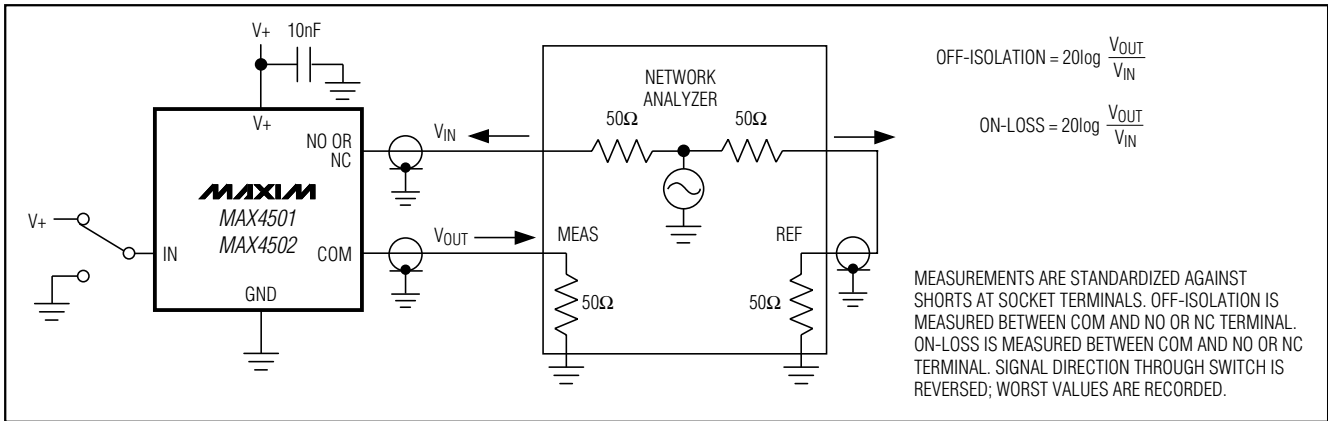 V+ 10nF
V+
NO OR
NC
MAXIM
MAX4501
MAX4502
V+
IN
COM
GND
VIN
VOUT
NETWORK
ANALYZER
50Ω 50Ω
MEAS REF
50Ω 50Ω
OFF-ISOLATION = 20log VOUT
VIN
ON-LOSS = 20log VOUT
VIN
MEASUREMENTS ARE STANDARDIZED AGAINST
SHORTS AT SOCKET TERMINALS. OFF-ISOLATION IS
MEASURED BETWEEN COM AND NO OR NC TERMINAL.
ON-LOSS IS MEASURED BETWEEN COM AND NO OR NC
TERMINAL. SIGNAL DIRECTION THROUGH SWITCH IS
REVERSED; WORST VALUES ARE RECORDED.